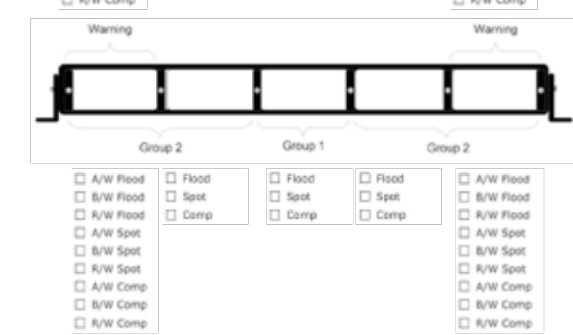 R/W Comp R/W Comp
Warning Warning
Group 2 Group 1 Group 2
A/W Flood Flood Flood Flood A/W Flood
B/W Flood Spot Spot Spot B/W Flood
R/W Flood Comp Comp Comp R/W Flood
A/W Spot A/W Spot
B/W Spot B/W Spot
R/W Spot R/W Spot
A/W Comp A/W Comp
B/W Comp B/W Comp
R/W Comp R/W Comp